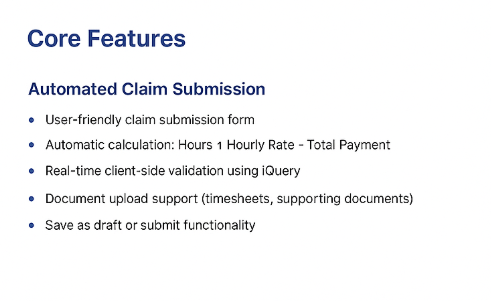 Core Features
Automated Claim Submission
• User-friendly claim submission form
• Automatic calculation: Hours 1 Hourly Rate - Total Payment
• Real-time client-side validation using iQuery
• Document upload support (timesheets, supporting documents)
• Save as draft or submit functionality